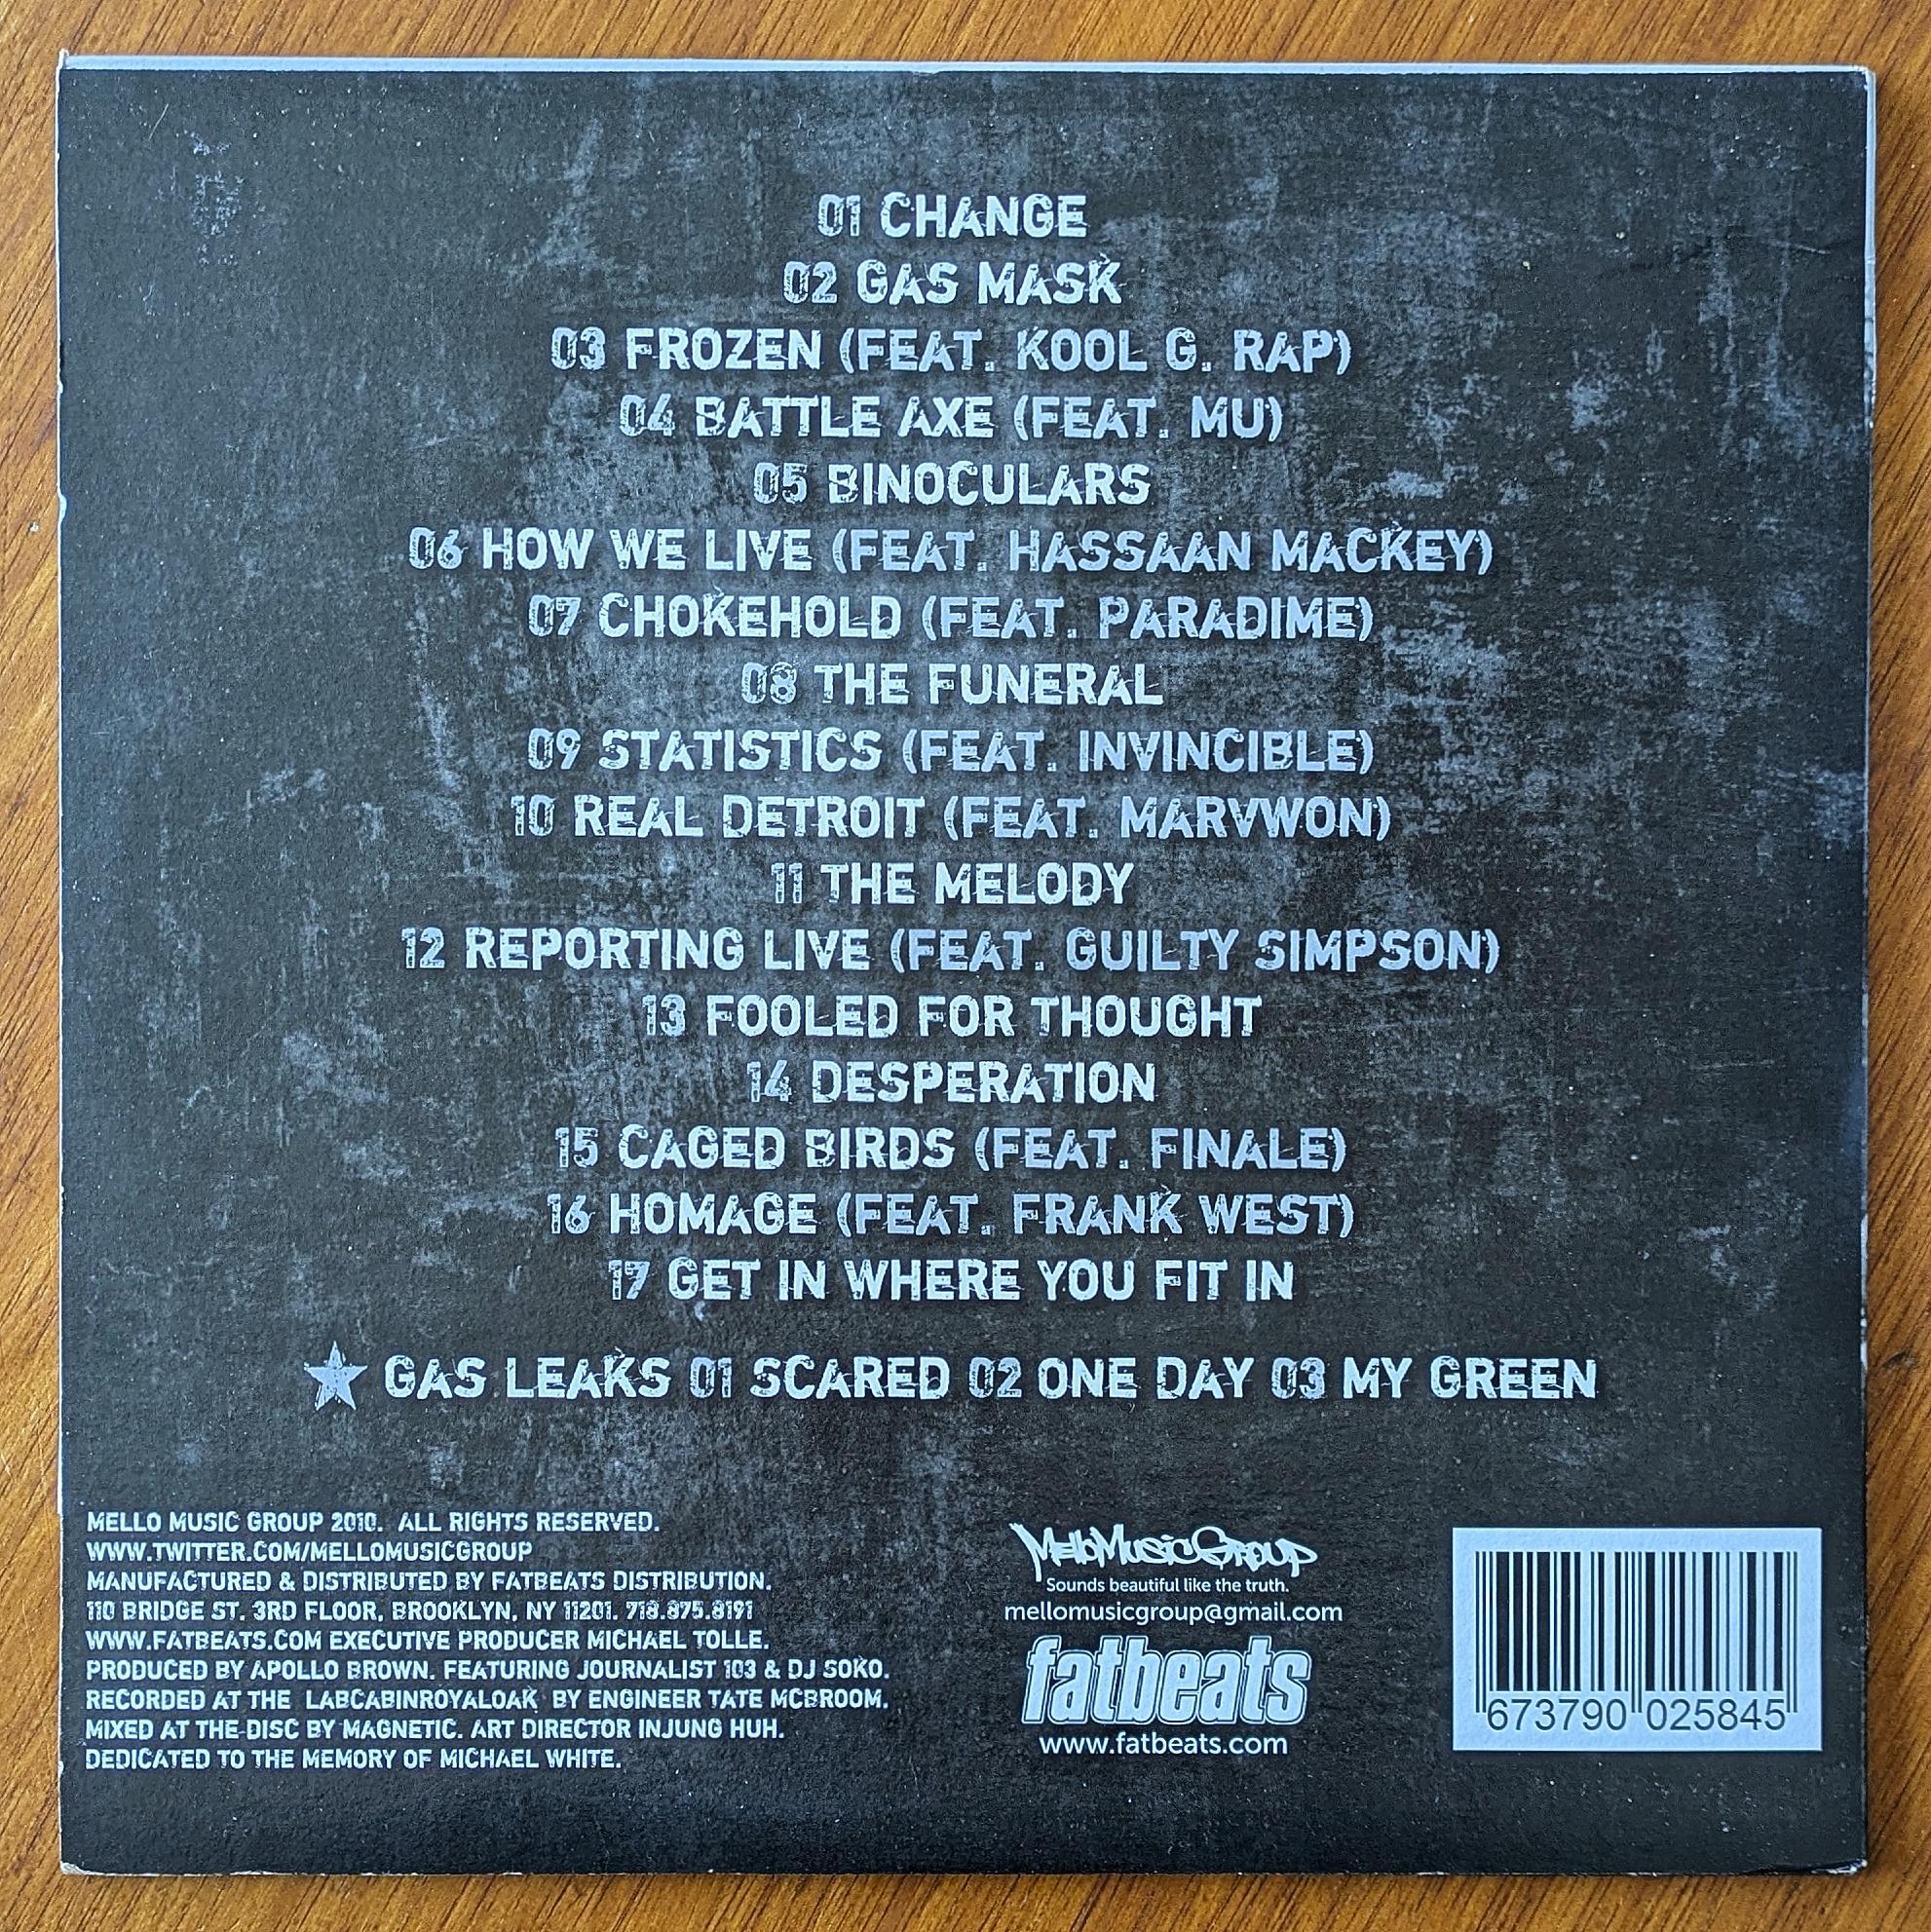 01 CHANGE
02 GAS MASK
03 FROZEN (FEAT. KOOL G. RAP)
04 BATTLE AXE (FEAT. MU)
05 BINOCULARS
06 HOW WE LIVE (FEAT. HASSAAN MACKEY)
07 CHOKEHOLD (FEAT. PARADIME)
08 THE FUNERAL
09 STATISTICS (FEAT. INVINCIBLE)
10 REAL DETROIT (FEAT. MARVWON)
11 THE MELODY
12 REPORTING LIVE (FEAT. GUILTY SIMPSON)
13 FOOLED FOR THOUGHT
14 DESPERATION
15 CAGED BIRDS (FEAT. FINALE)
16 HOMAGE (FEAT. FRANK WEST)
17 GET IN WHERE YOU FIT IN
★ GAS LEAKS 01 SCARED 02 ONE DAY 03 MY GREEN
MELLO MUSIC GROUP 2010. ALL RIGHTS RESERVED.
WWW.TWITTER.COM/MELLOMUSICGROUP
MANUFACTURED & DISTRIBUTED BY FATBEATS DISTRIBUTION.
110 BRIDGE ST. 3RD FLOOR, BROOKLYN, NY 11201. 718.875.8191
WWW.FATBEATS.COM EXECUTIVE PRODUCER MICHAEL TOLLE.
PRODUCED BY APOLLO BROWN. FEATURING JOURNALIST 103 & DJ SOKO.
RECORDED AT THE LABCABINROYALOAK BY ENGINEER TATE MCBROOM.
MIXED AT THE DISC BY MAGNETIC. ART DIRECTOR INJUNG HUH.
DEDICATED TO THE MEMORY OF MICHAEL WHITE.
MelloMusicGroup
Sounds beautiful like the truth.
mellomusicgroup@gmail.com
fatbeats
www.fatbeats.com
673790 025845